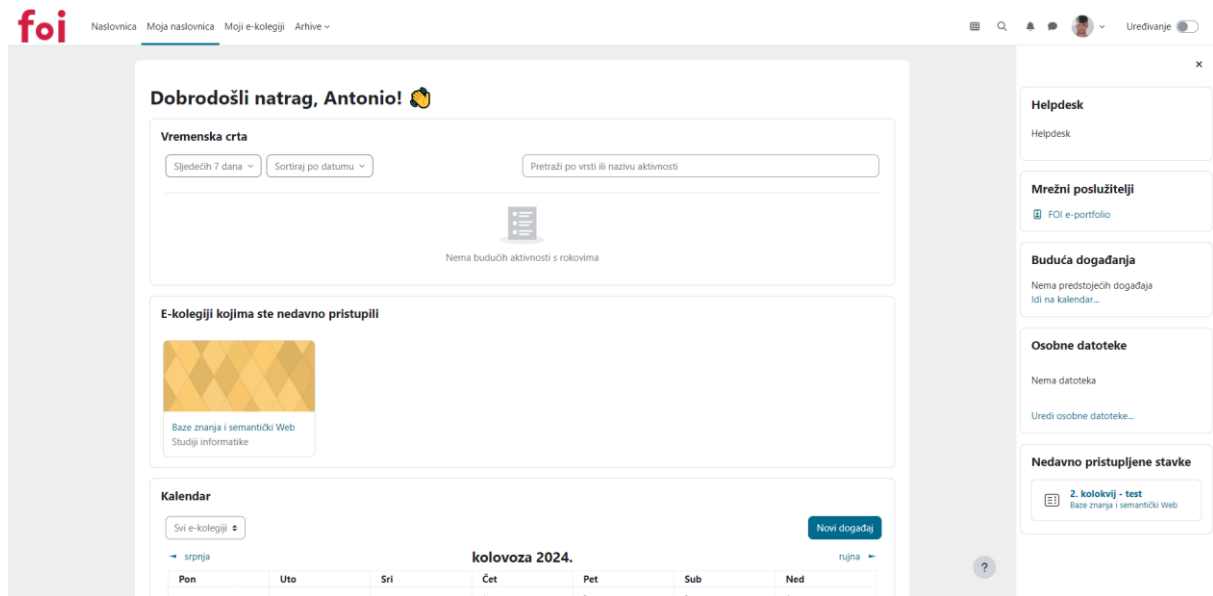 foi
Naslovnica Moja naslovnica Moji e-kolegiji Arhive
Uređivanje
Dobrodošli natrag, Antonio!
Vremenska crta
Sljedećih 7 dana
Sortiraj po datumu
Pretraži po vrsti ili nazivu aktivnosti
Nema budućih aktivnosti s rokovima
E-kolegiji kojima ste nedavno pristupili
Baze znanja i semantički Web
Studiji informatike
Kalendar
Svi e-kolegiji
Novi događaj
srpnja
kolovoza 2024.
rujna
Pon Uto Sri Čet Pet Sub Ned
Helpdesk
Helpdesk
Mrežni poslužitelji
FOI e-portfolio
Buduća događanja
Nema predstojećih događaja
Idi na kalendar...
Osobne datoteke
Nema datoteka
Uredi osobne datoteke...
Nedavno pristupljene stavke
2. kolokvij - test
Baze znanja i semantički Web
?